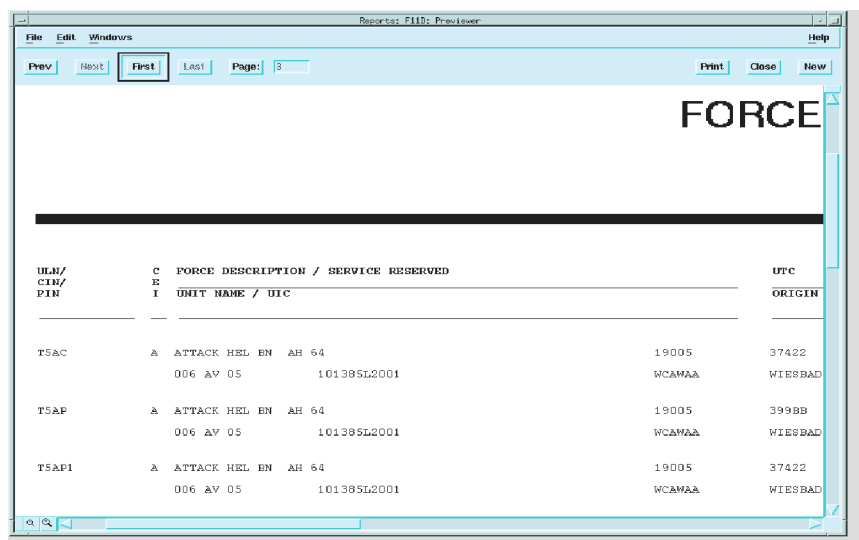 Reports: F11D: Previewer
File Edit Windows Help
Prev Next First Last Page: 3 Print Close New
FORCE
ULN/ C FORCE DESCRIPTION / SERVICE RESERVED UTC
CIN/ E
PIN I UNIT NAME / UIC ORIGIN
T5AC A ATTACK HEL BN AH 64 19005 37422
006 AV 05 101385L2001 WCAWAA WIESBAD
T5AP A ATTACK HEL BN AH 64 19005 399BB
006 AV 05 101385L2001 WCAWAA WIESBAD
T5AP1 A ATTACK HEL BN AH 64 19005 37422
006 AV 05 101385L2001 WCAWAA WIESBAD